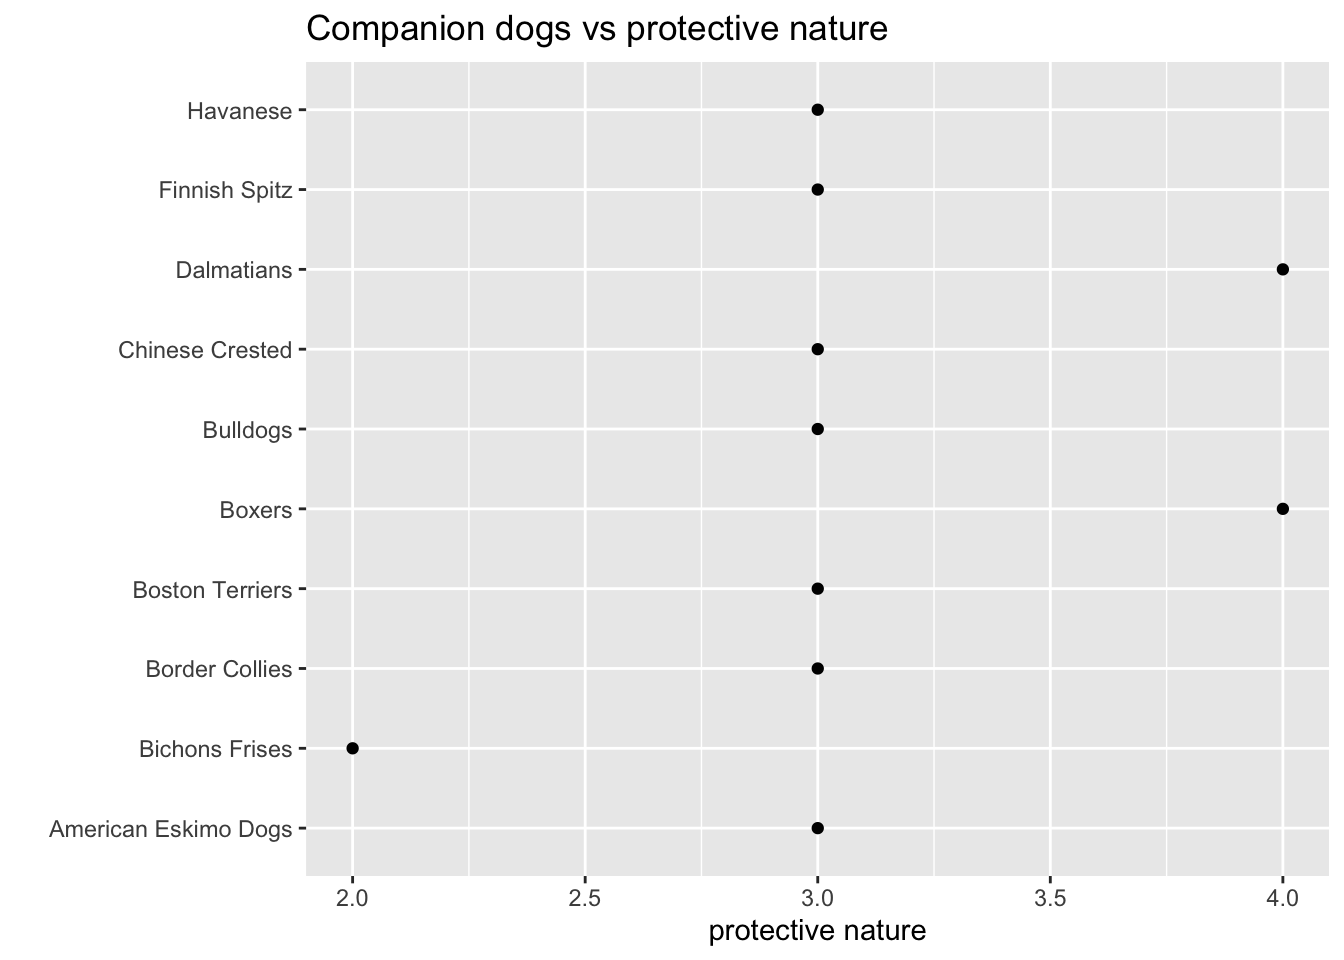 Companion dogs vs protective nature
Havanese
Finnish Spitz
Dalmatians
Chinese Crested
Bulldogs
Boxers
Boston Terriers
Border Collies
Bichons Frises
American Eskimo Dogs
2.0 2.5 3.0 3.5 4.0
protective nature